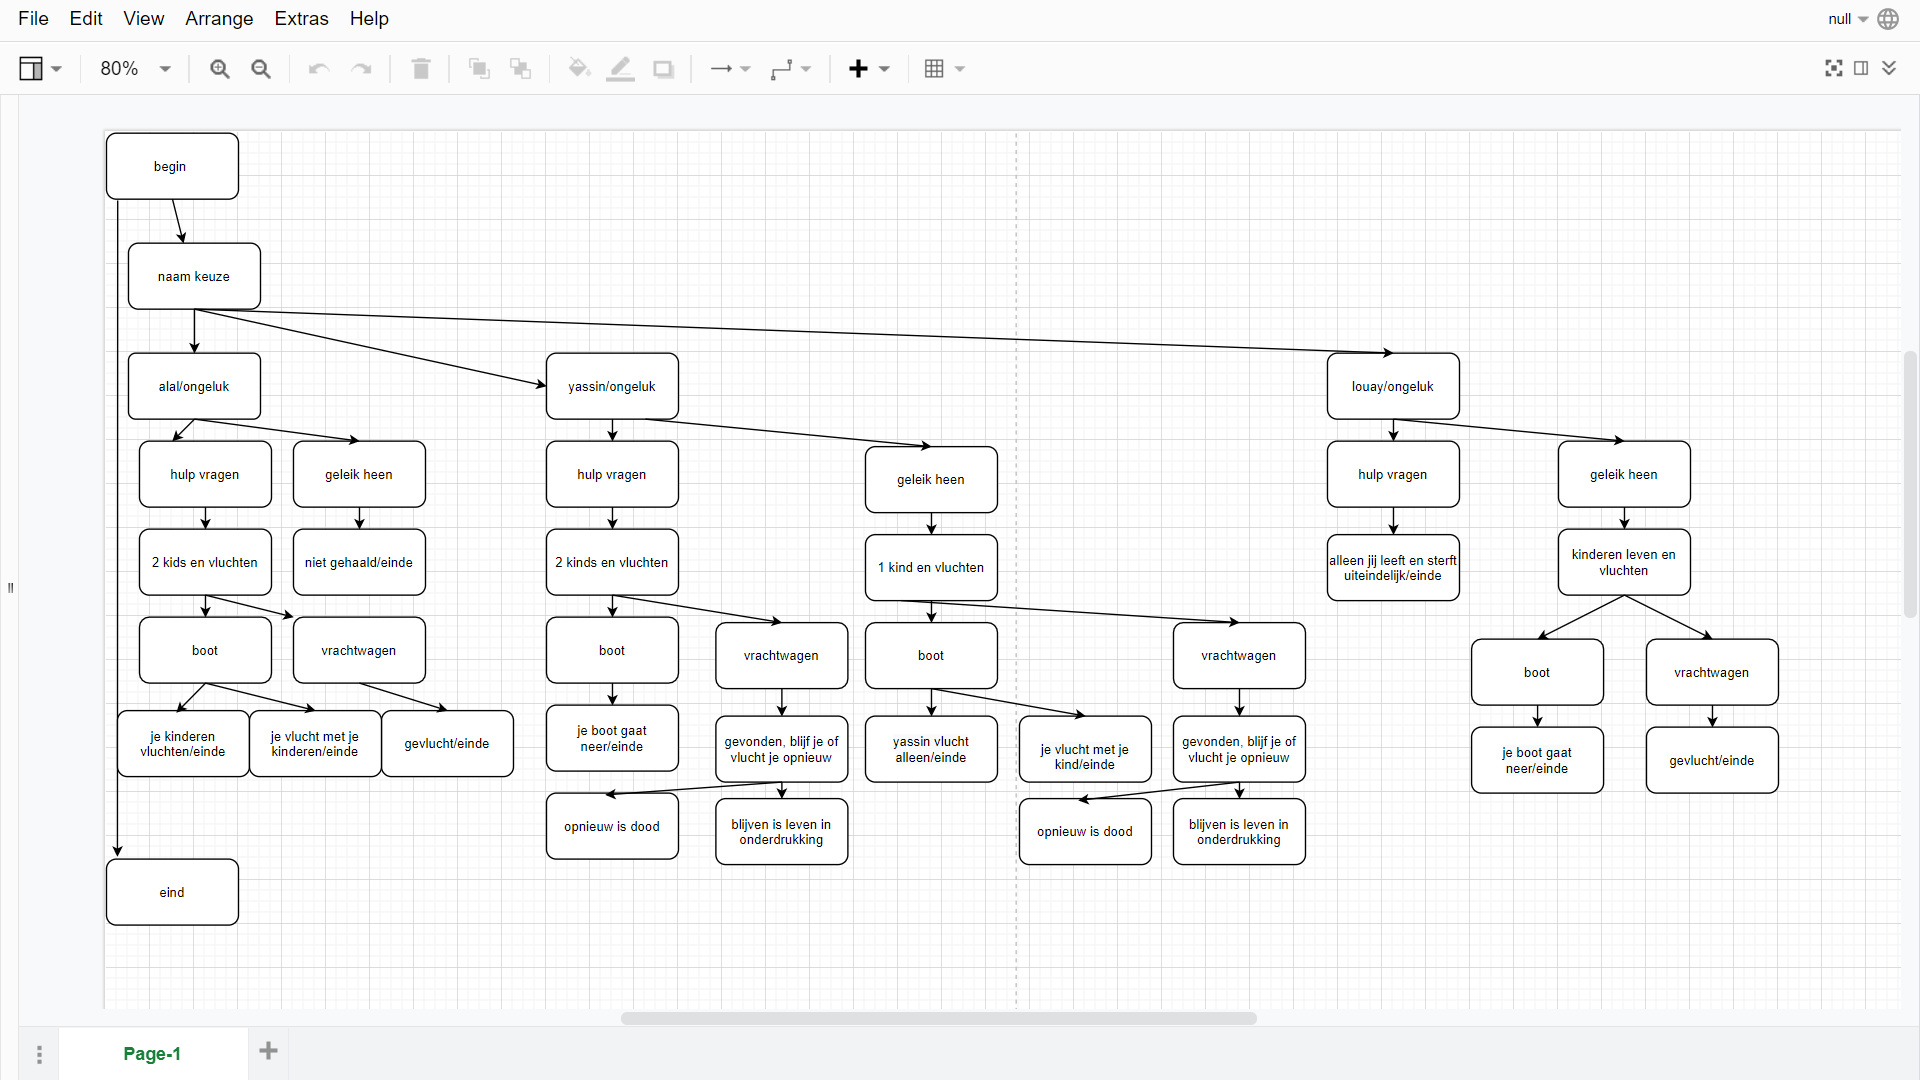 File Edit View Arrange Extras Help
null
80%
begin
naam keuze
alal/ongeluk
yassin/ongeluk
louay/ongeluk
hulp vragen
geleik heen
hulp vragen
geleik heen
hulp vragen
geleik heen
2 kids en vluchten
niet gehaald/einde
2 kinds en vluchten
1 kind en vluchten
alleen jij leeft en sterft
uiteindelijk/einde
kinderen leven en
vluchten
boot
vrachtwagen
boot
vrachtwagen
boot
vrachtwagen
boot
vrachtwagen
je kinderen
vluchten/einde
je vlucht met je
kinderen/einde
gevlucht/einde
je boot gaat
neer/einde
gevonden, blijf je of
vlucht je opnieuw
yassin vlucht
alleen/einde
je vlucht met je
kind/einde
gevonden, blijf je of
vlucht je opnieuw
je boot gaat
neer/einde
gevlucht/einde
opnieuw is dood
blijven is leven in
onderdrukking
opnieuw is dood
blijven is leven in
onderdrukking
eind
Page-1